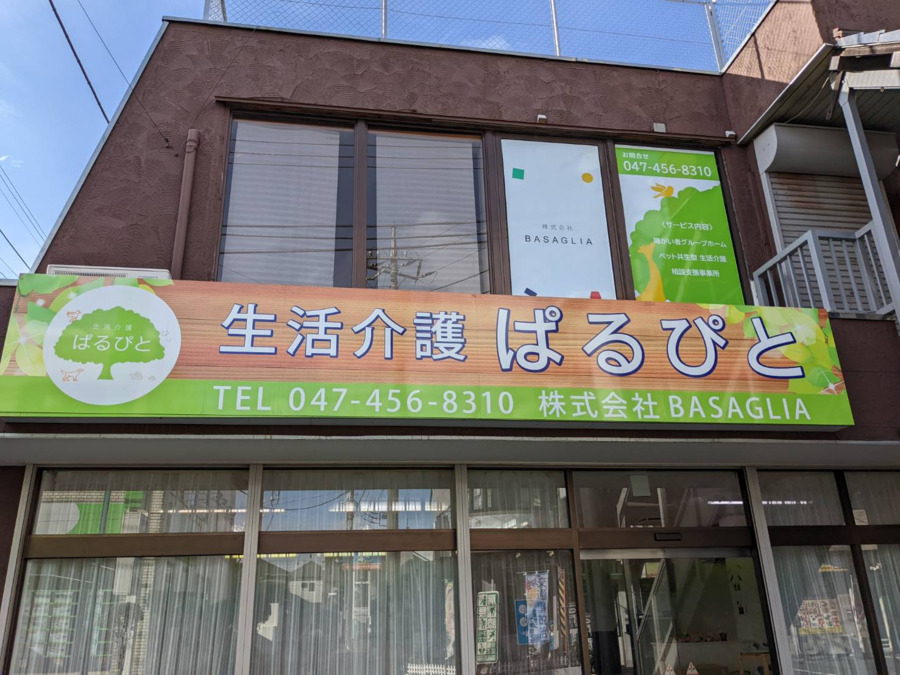 お問合せ
047-456-8310
〈サービス内容〉
障がい者グループホーム
ペット共生型 生活介護
相談支援事業所
株式会社
BASAGLIA
生活介護
ぱるぴと
生活介護 ぱるぴと
TEL 047-456-8310 株式会社 BASAGLIA